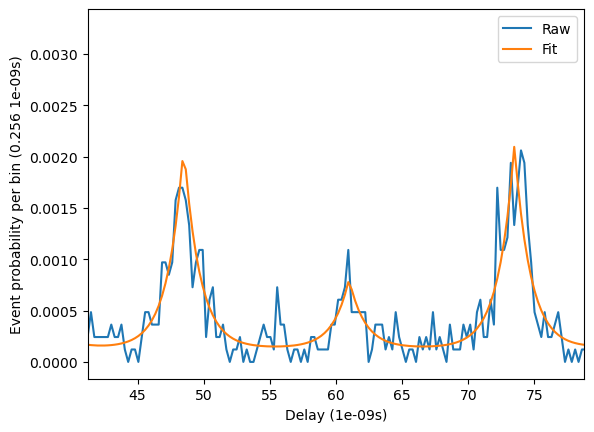 Raw
Fit
Event probability per bin (0.256 1e-09s)
0.0030
0.0025
0.0020
0.0015
0.0010
0.0005
0.0000
45 50 55 60 65 70 75
Delay (1e-09s)